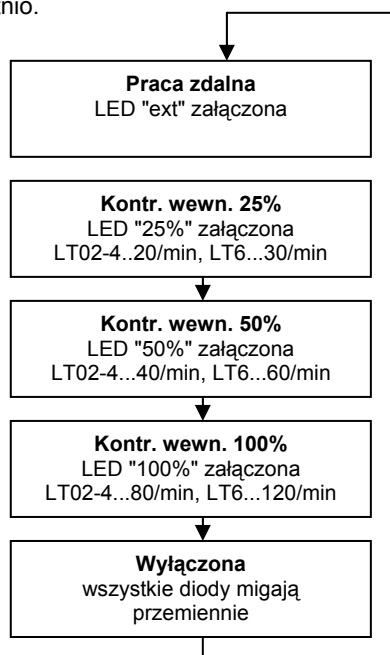 tnio.
Praca zdalna
LED "ext" załączona
Kontr. wewn. 25%
LED "25%" załączona
LT02-4..20/min, LT6...30/min
Kontr. wewn. 50%
LED "50%" załączona
LT02-4...40/min, LT6...60/min
Kontr. wewn. 100%
LED "100%" załączona
LT02-4...80/min, LT6...120/min
Wyłączona
wszystkie diody migają
przemiennie